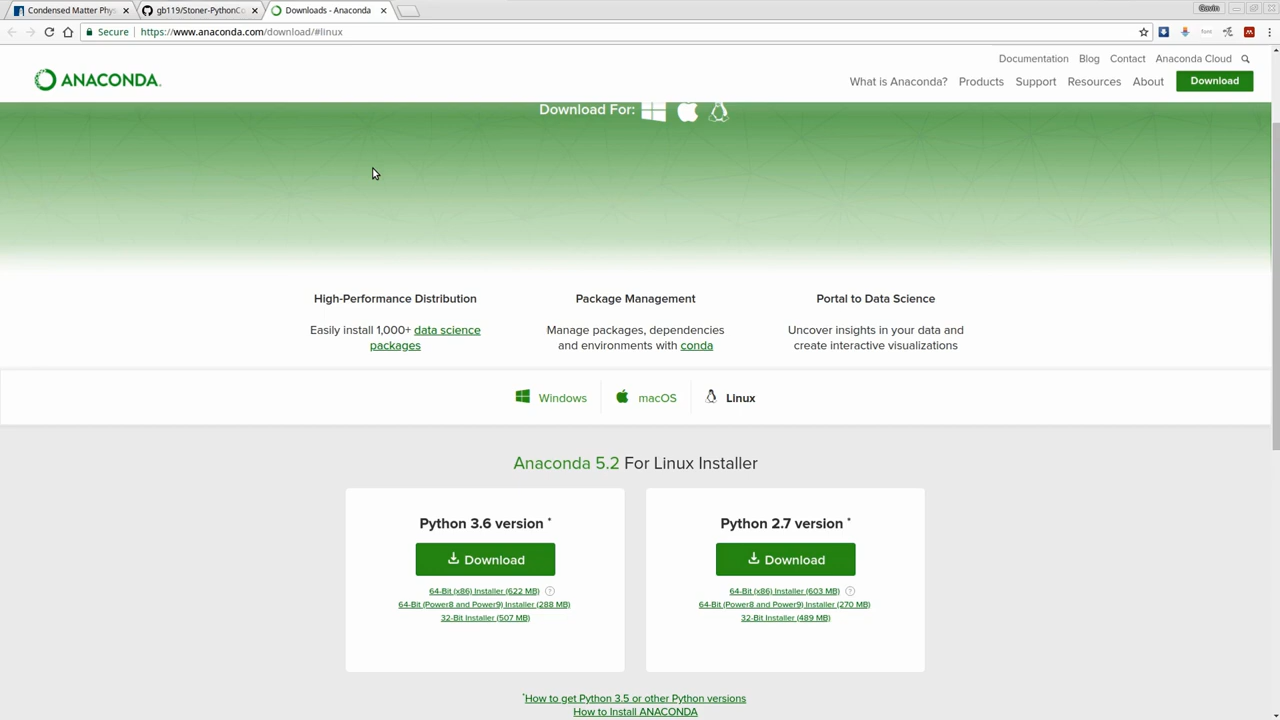 Condensed Matter Phys
gb119/Stoner-PythonCo
Downloads - Anaconda
Gavin
Secure
https://www.anaconda.com/download/#linux
Documentation
Blog
Contact
Anaconda Cloud
ANACONDA
What is Anaconda?
Products
Support
Resources
About
Download
Download For:
High-Performance Distribution
Easily install 1,000+ data science
packages
Package Management
Manage packages, dependencies
and environments with conda
Portal to Data Science
Uncover insights in your data and
create interactive visualizations
Windows
macOS
Linux
Anaconda 5.2 For Linux Installer
Python 3.6 version *
Download
64-Bit (x86) Installer (622 MB) ?
64-Bit (Power8 and Power9) Installer (288 MB)
32-Bit Installer (507 MB)
Python 2.7 version *
Download
64-Bit (x86) Installer (603 MB) ?
64-Bit (Power8 and Power9) Installer (270 MB)
32-Bit Installer (489 MB)
*How to get Python 3.5 or other Python versions
How to Install ANACONDA